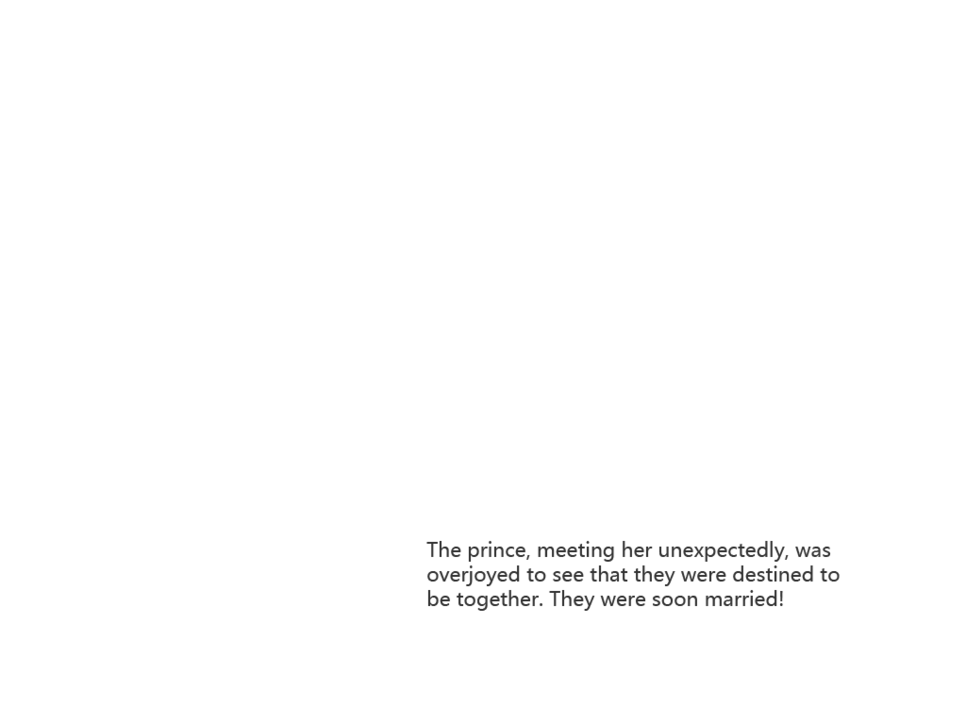 The prince, meeting her unexpectedly, was
overjoyed to see that they were destined to
be together. They were soon married!